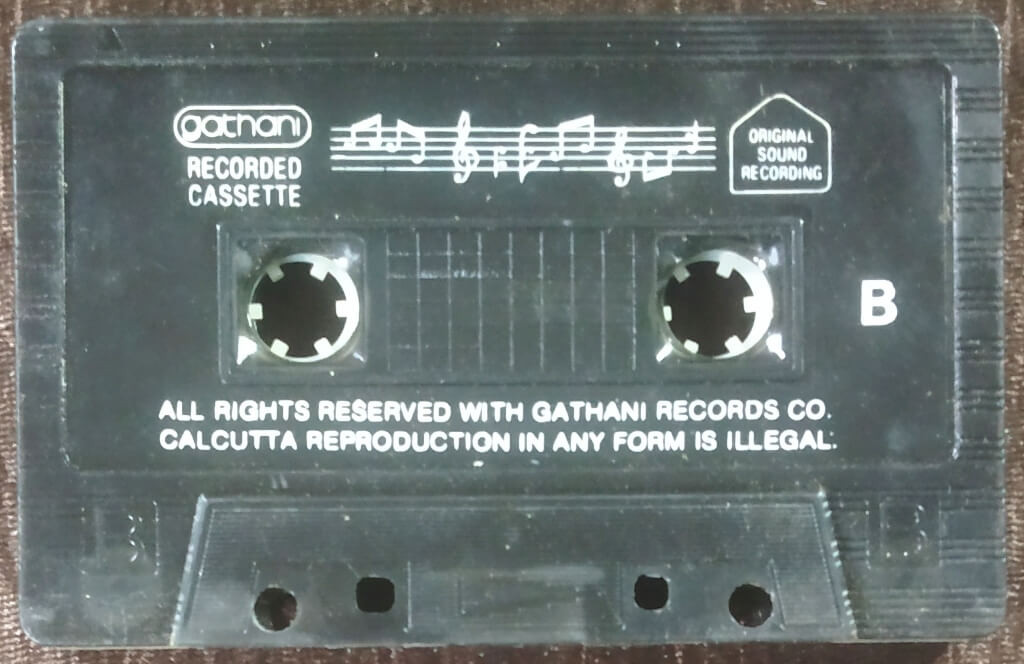 gathani
RECORDED
CASSETTE
ORIGINAL
SOUND
RECORDING
B
ALL RIGHTS RESERVED WITH GATHANI RECORDS CO.
CALCUTTA REPRODUCTION IN ANY FORM IS ILLEGAL.
B